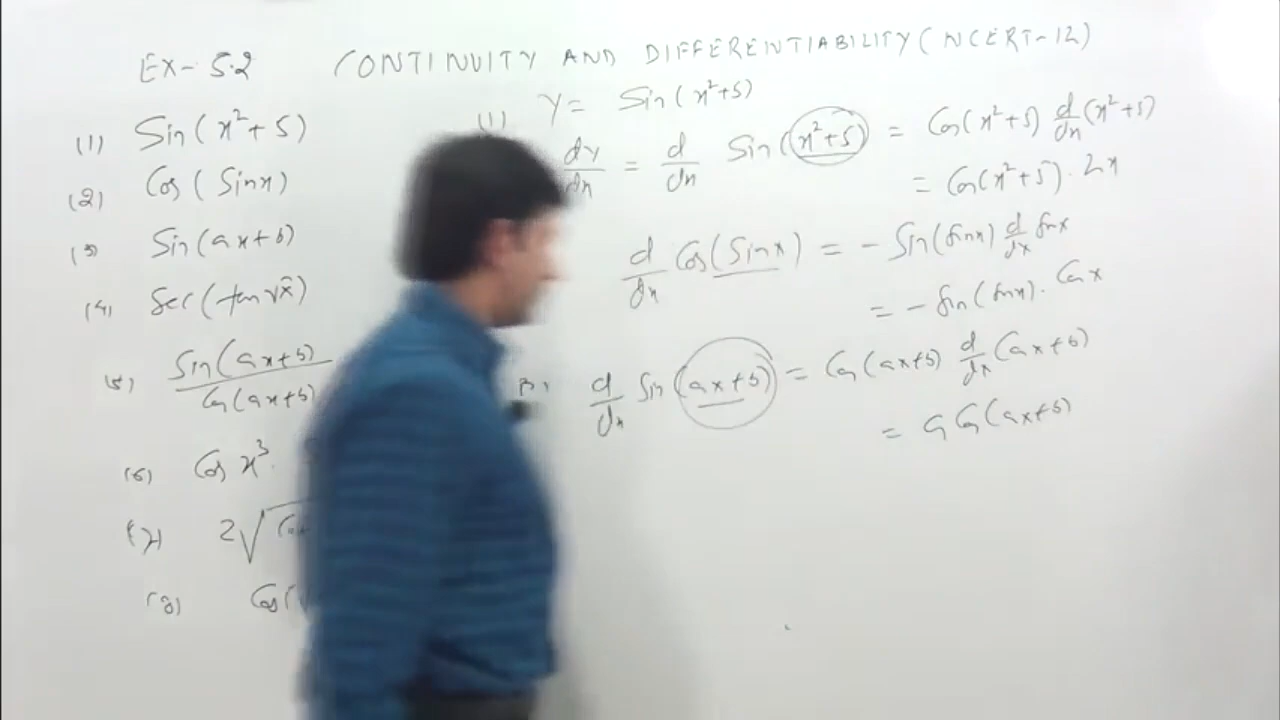 EX- 5.2 CONTINUITY AND DIFFERENTIABILITY (NCERT-12)
(1) Sin(x²+5)
(2) Cos(Sinx)
(3) Sin(ax+b)
(4) Sec(tan√x)
(5) Sin(ax+b)
Cos(ax+b)
(6) Cos x³.
(7) 2√
(8) Cos(
(1) Y = Sin(x²+5)
dy/dx = d/dx Sin(x²+5) = Cos(x²+5) d/dx (x²+5)
= Cos(x²+5). 2x
d/dx Cos(Sinx) = - Sin(Sinx) d/dx Sinx
= - Sin(Sinx). Cos x
d/dx Sin(ax+b) = Cos(ax+b) d/dx (ax+b)
= a Cos(ax+b)